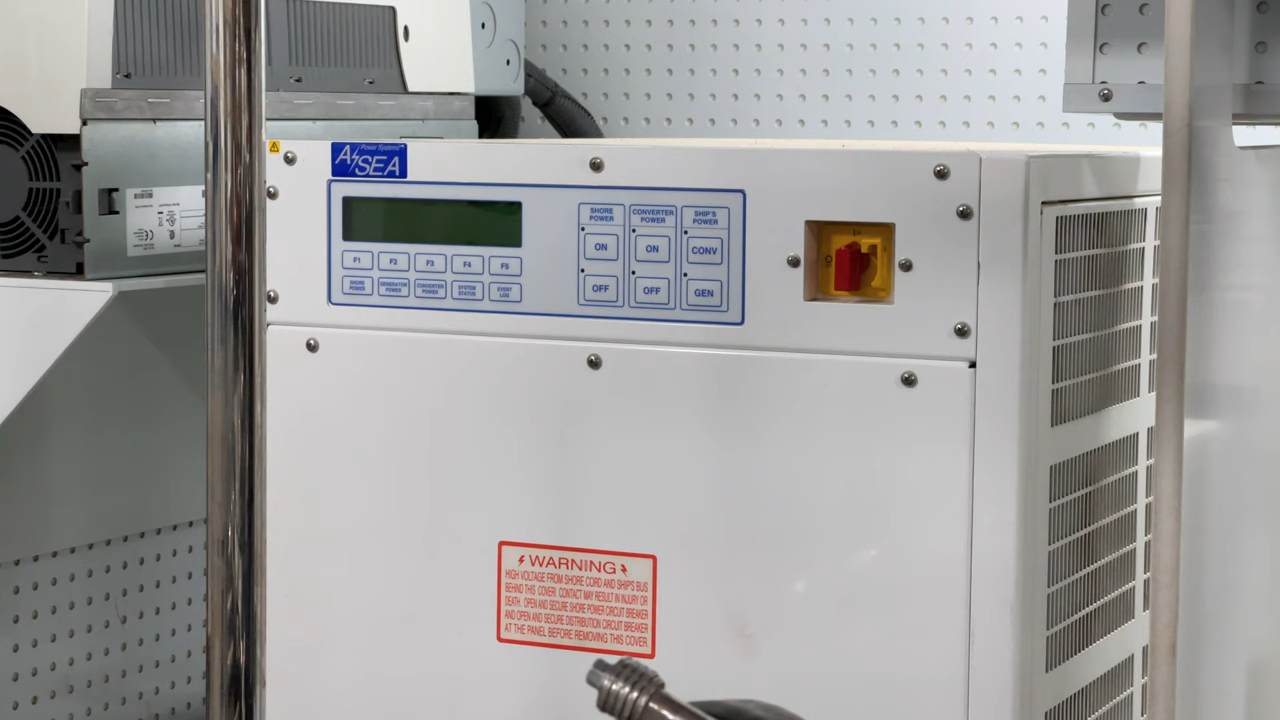 Power Systems™
ASEA
SHORE POWER
CONVERTER POWER
SHIP'S POWER
ON
ON
CONV
OFF
OFF
GEN
F1
F2
F3
F4
F5
SHORE POWER
GENERATOR POWER
CONVERTER POWER
SYSTEM STATUS
EVENT LOG
I
O
WARNING
HIGH VOLTAGE FROM SHORE CORD AND SHIP'S BUS
BEHIND THIS COVER! CONTACT MAY RESULT IN INJURY OR
DEATH. OPEN AND SECURE SHORE POWER CIRCUIT BREAKER
AND OPEN AND SECURE DISTRIBUTION CIRCUIT BREAKER
AT THE PANEL BEFORE REMOVING THIS COVER.